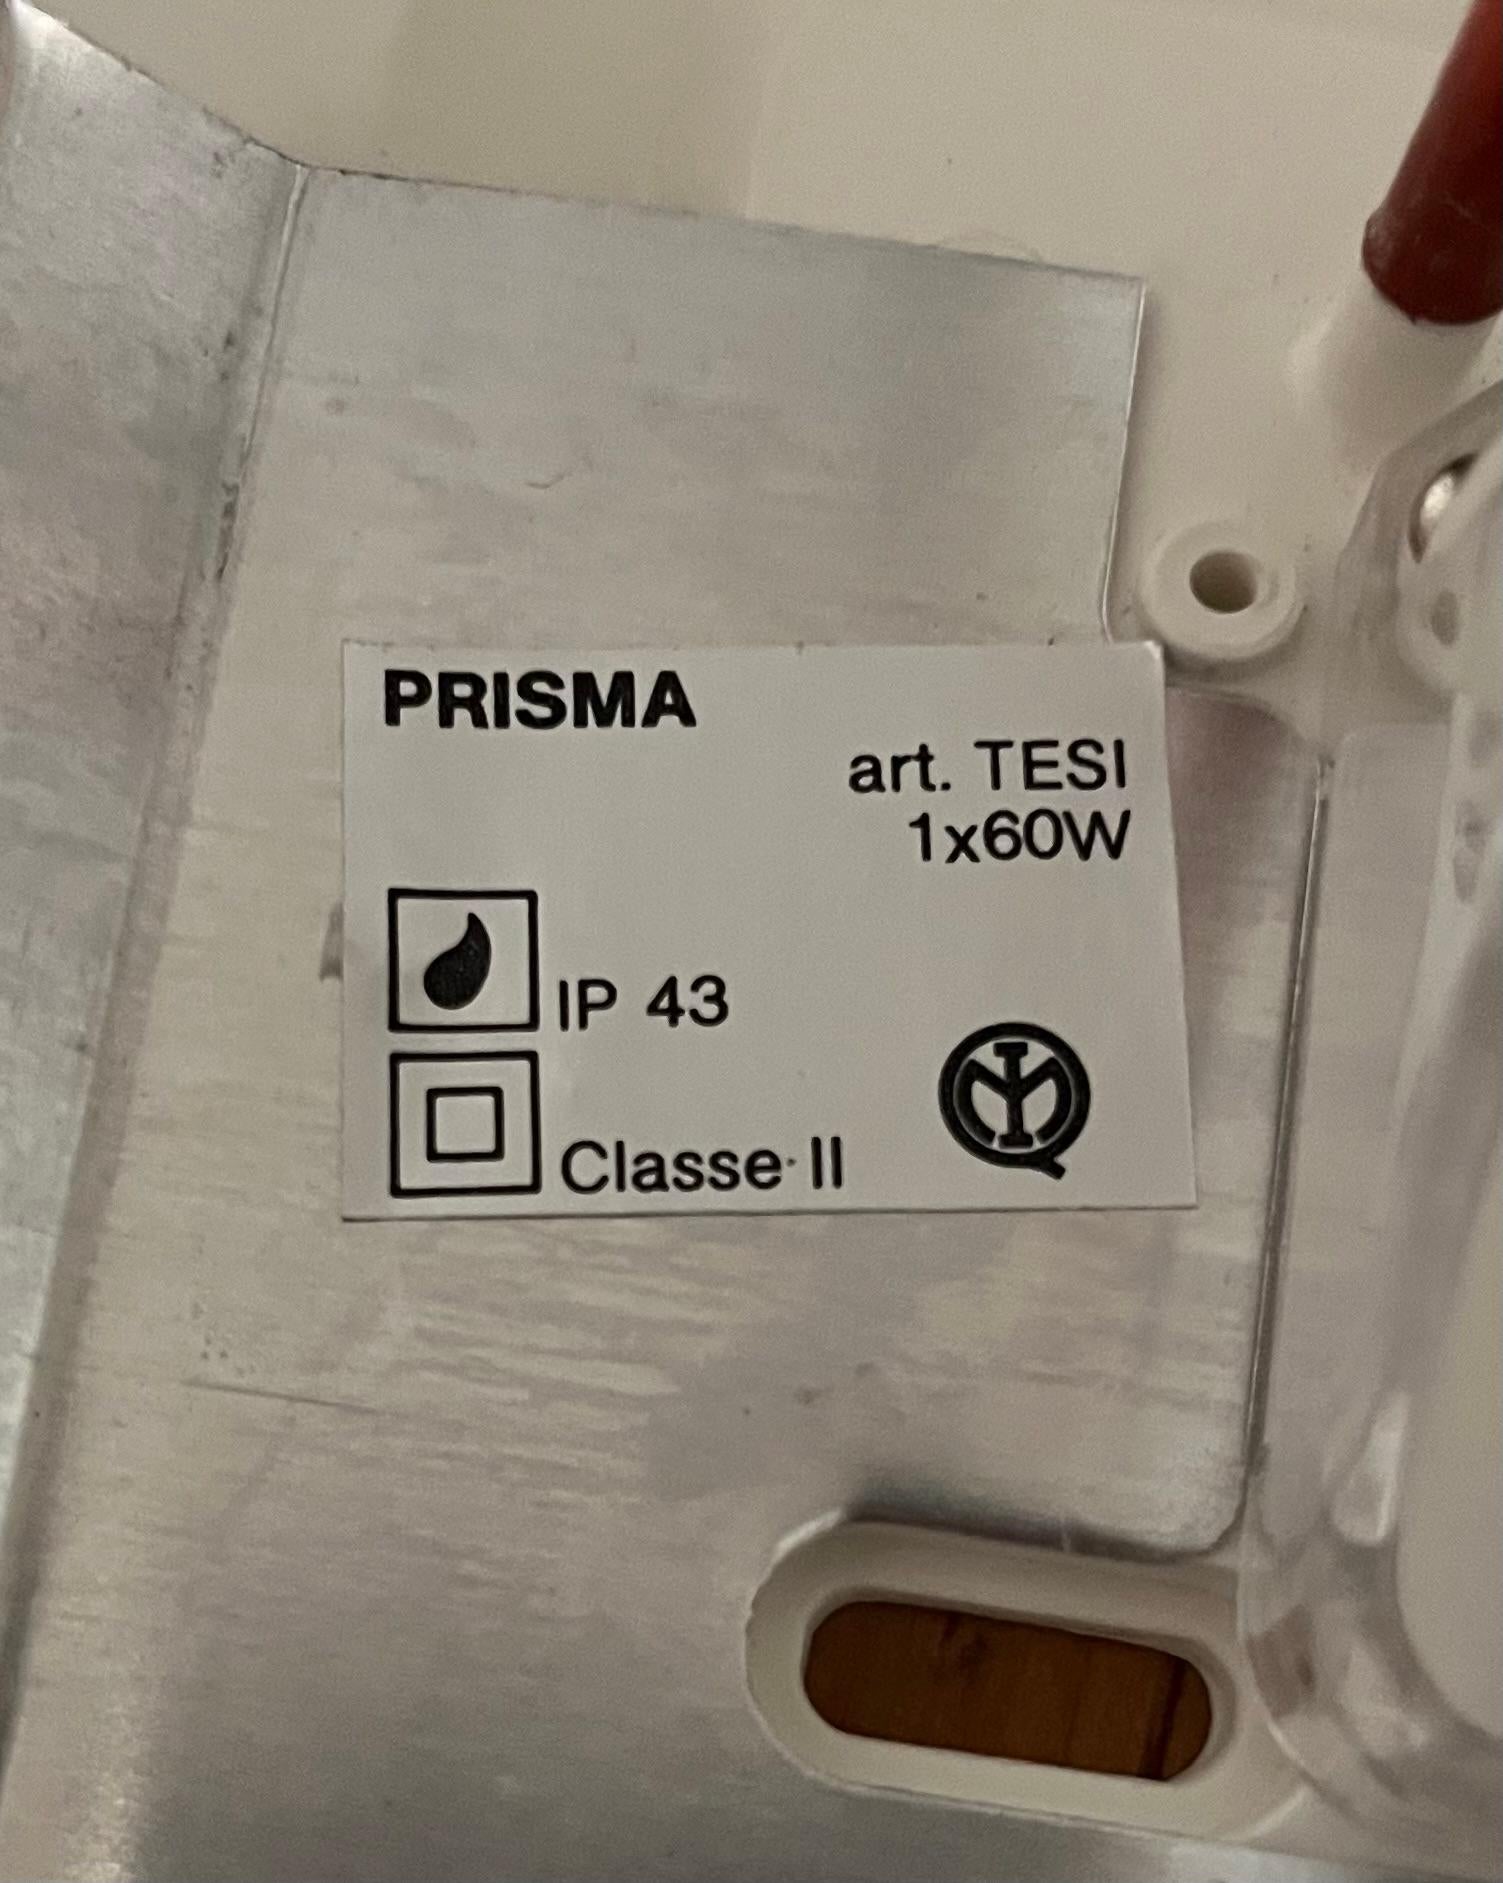 PRISMA
art. TESI
1x60W
IP 43
Classe II